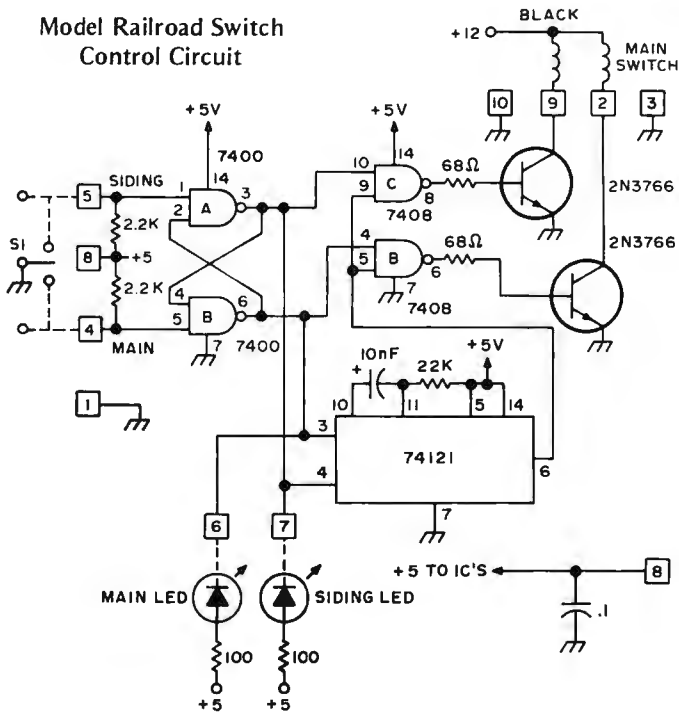 Model Railroad Switch
Control Circuit
BLACK
+12
MAIN
SWITCH
10
9
2
3
+5V
+5V
7400
14
14
10
68Ω
5
SIDING
1
A
3
C
2
9
8
2N3766
7408
2.2K
S1
8
+5
4
68Ω
2N3766
5
B
6
2.2K
4
7
7408
6
B
5
4
MAIN
7
7400
10nF
22K
+5V
+
1
10
11
5
14
3
74121
6
4
7
6
7
+5 TO IC'S
8
MAIN LED
SIDING LED
.1
100
100
+5
+5